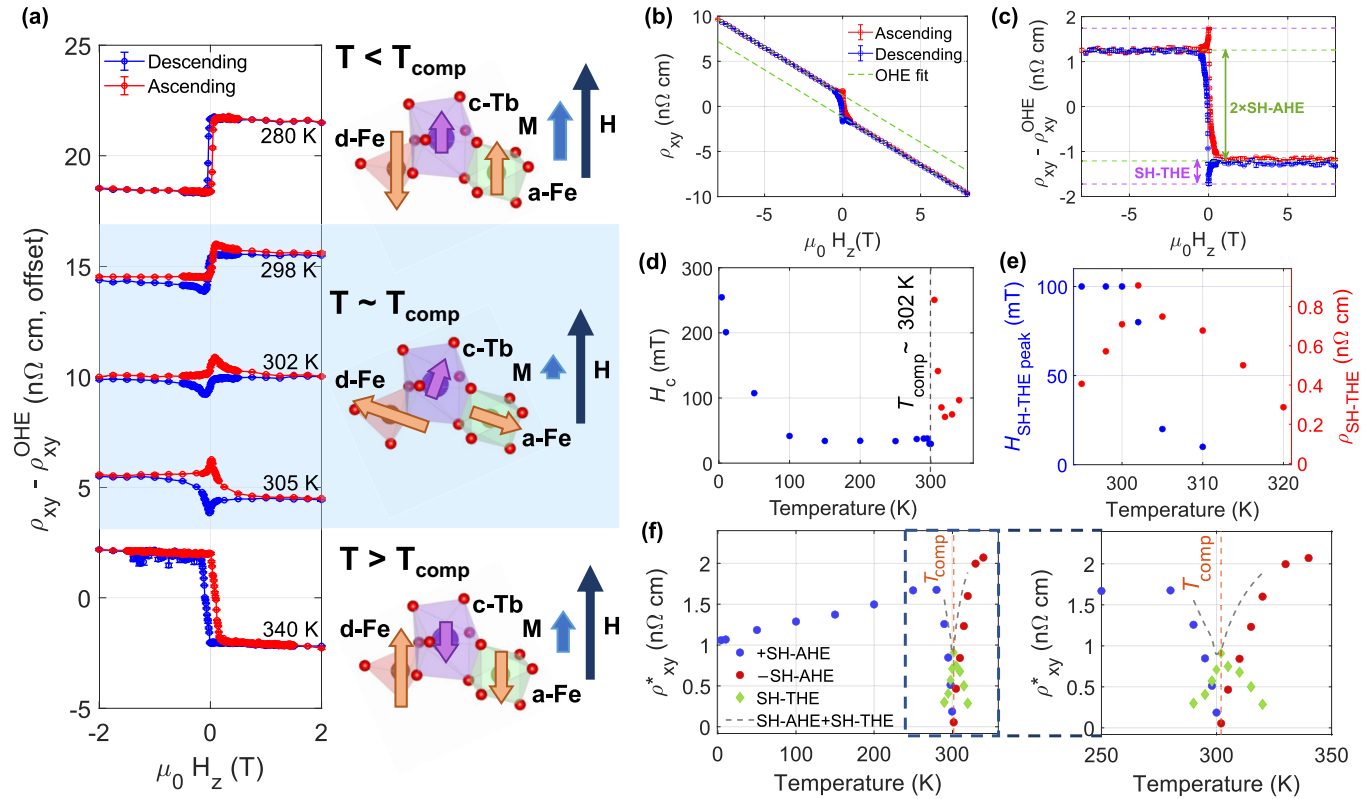 (a)
25
20
15
10
5
0
-5
-2
0
2
ρxy - ρxyOHE (nΩ cm, offset)
μ0 Hz (T)
Descending
Ascending
280 K
298 K
302 K
305 K
340 K
T < Tcomp
c-Tb
d-Fe
M
H
a-Fe
T ~ Tcomp
c-Tb
d-Fe
M
H
a-Fe
T > Tcomp
c-Tb
d-Fe
M
H
a-Fe
(b)
10
5
0
-5
-10
-5
0
5
ρxy (nΩ cm)
μ0 Hz(T)
Ascending
Descending
OHE fit
(c)
2
1
0
-1
-2
-5
0
5
ρxy - ρxyOHE (nΩ cm)
μ0 Hz(T)
2×SH-AHE
SH-THE
(d)
300
200
100
0
0
100
200
300
Hc (mT)
Temperature (K)
Tcomp ~ 302 K
(e)
100
50
0
300
310
320
0.8
0.6
0.4
0.2
0
HSH-THE peak (mT)
ρSH-THE (nΩ cm)
Temperature (K)
(f)
2
1.5
1
0.5
0
0
100
200
300
ρ*xy (nΩ cm)
Temperature (K)
Tcomp
+SH-AHE
−SH-AHE
SH-THE
SH-AHE+SH-THE
2
1.5
1
0.5
0
250
300
350
ρ*xy (nΩ cm)
Temperature (K)
Tcomp